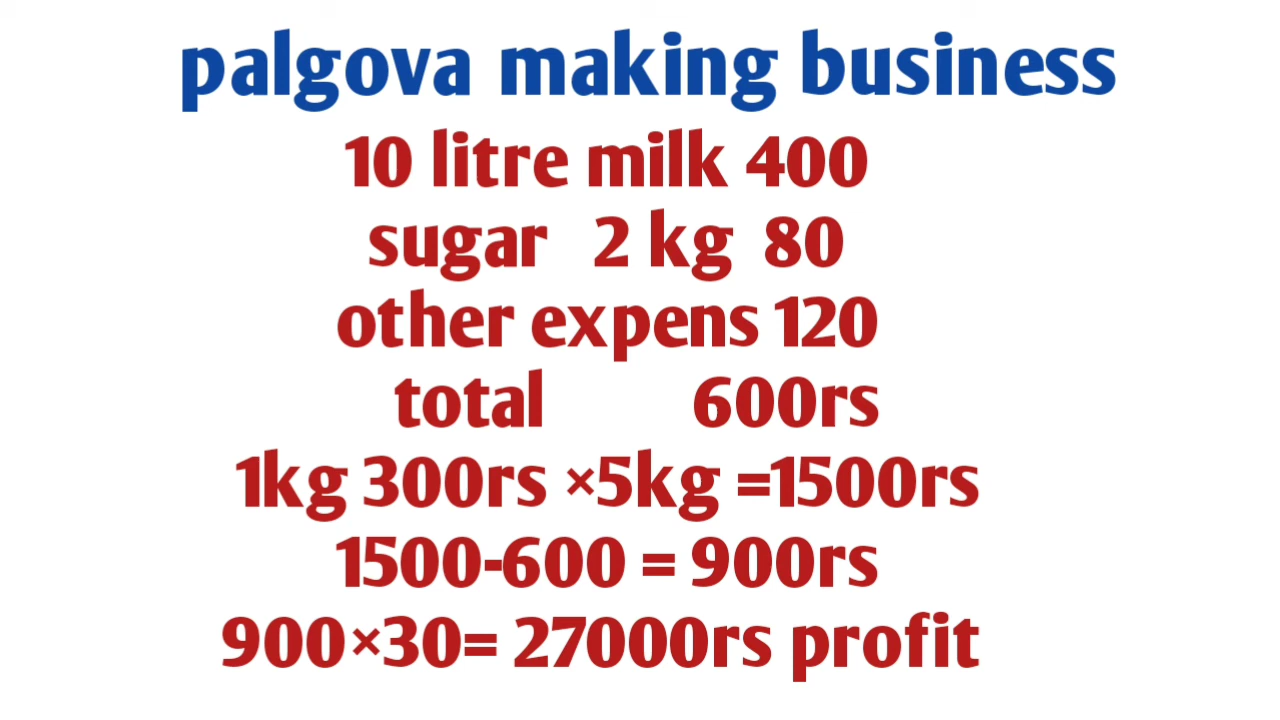 palgova making business
10 litre milk 400
sugar 2 kg 80
other expens 120
total 600rs
1kg 300rs ×5kg =1500rs
1500-600 = 900rs
900×30= 27000rs profit